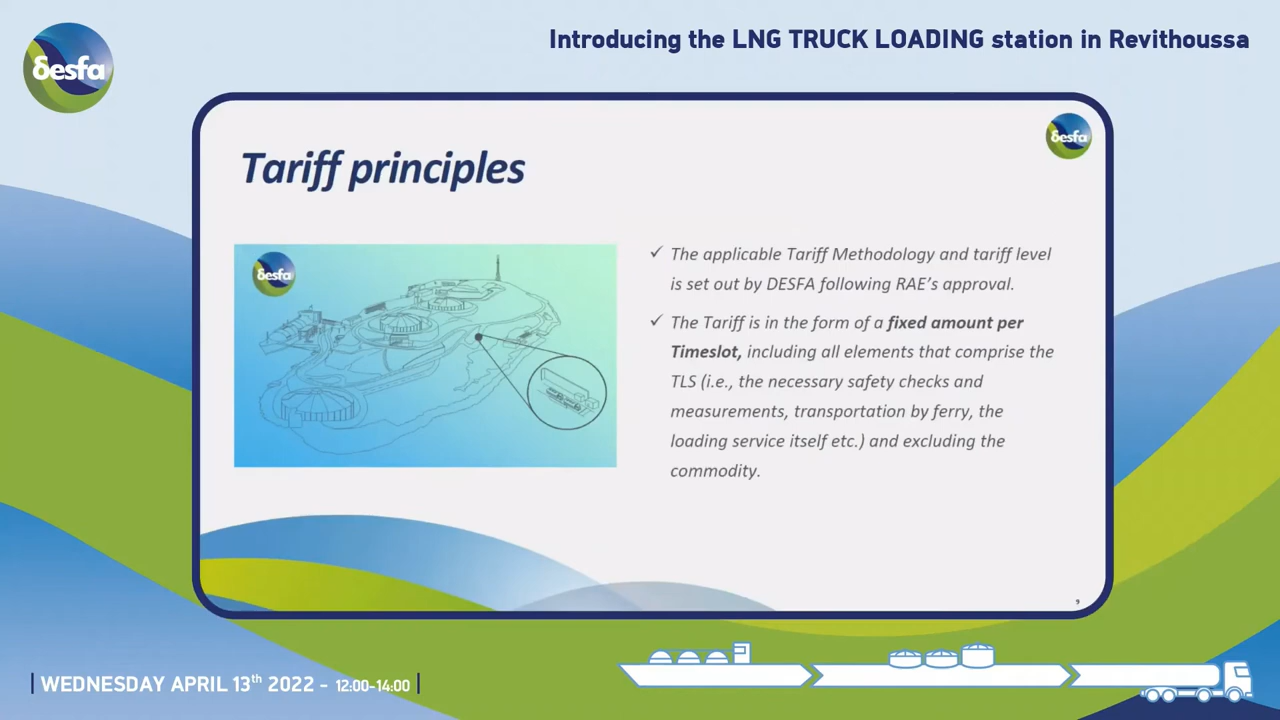 δesfa
Introducing the LNG TRUCK LOADING station in Revithoussa
δesfa
Tariff principles
δesfa
✓ The applicable Tariff Methodology and tariff level
is set out by DESFA following RAE's approval.
✓ The Tariff is in the form of a fixed amount per
Timeslot, including all elements that comprise the
TLS (i.e., the necessary safety checks and
measurements, transportation by ferry, the
loading service itself etc.) and excluding the
commodity.
9
| WEDNESDAY APRIL 13th 2022 - 12:00-14:00 |